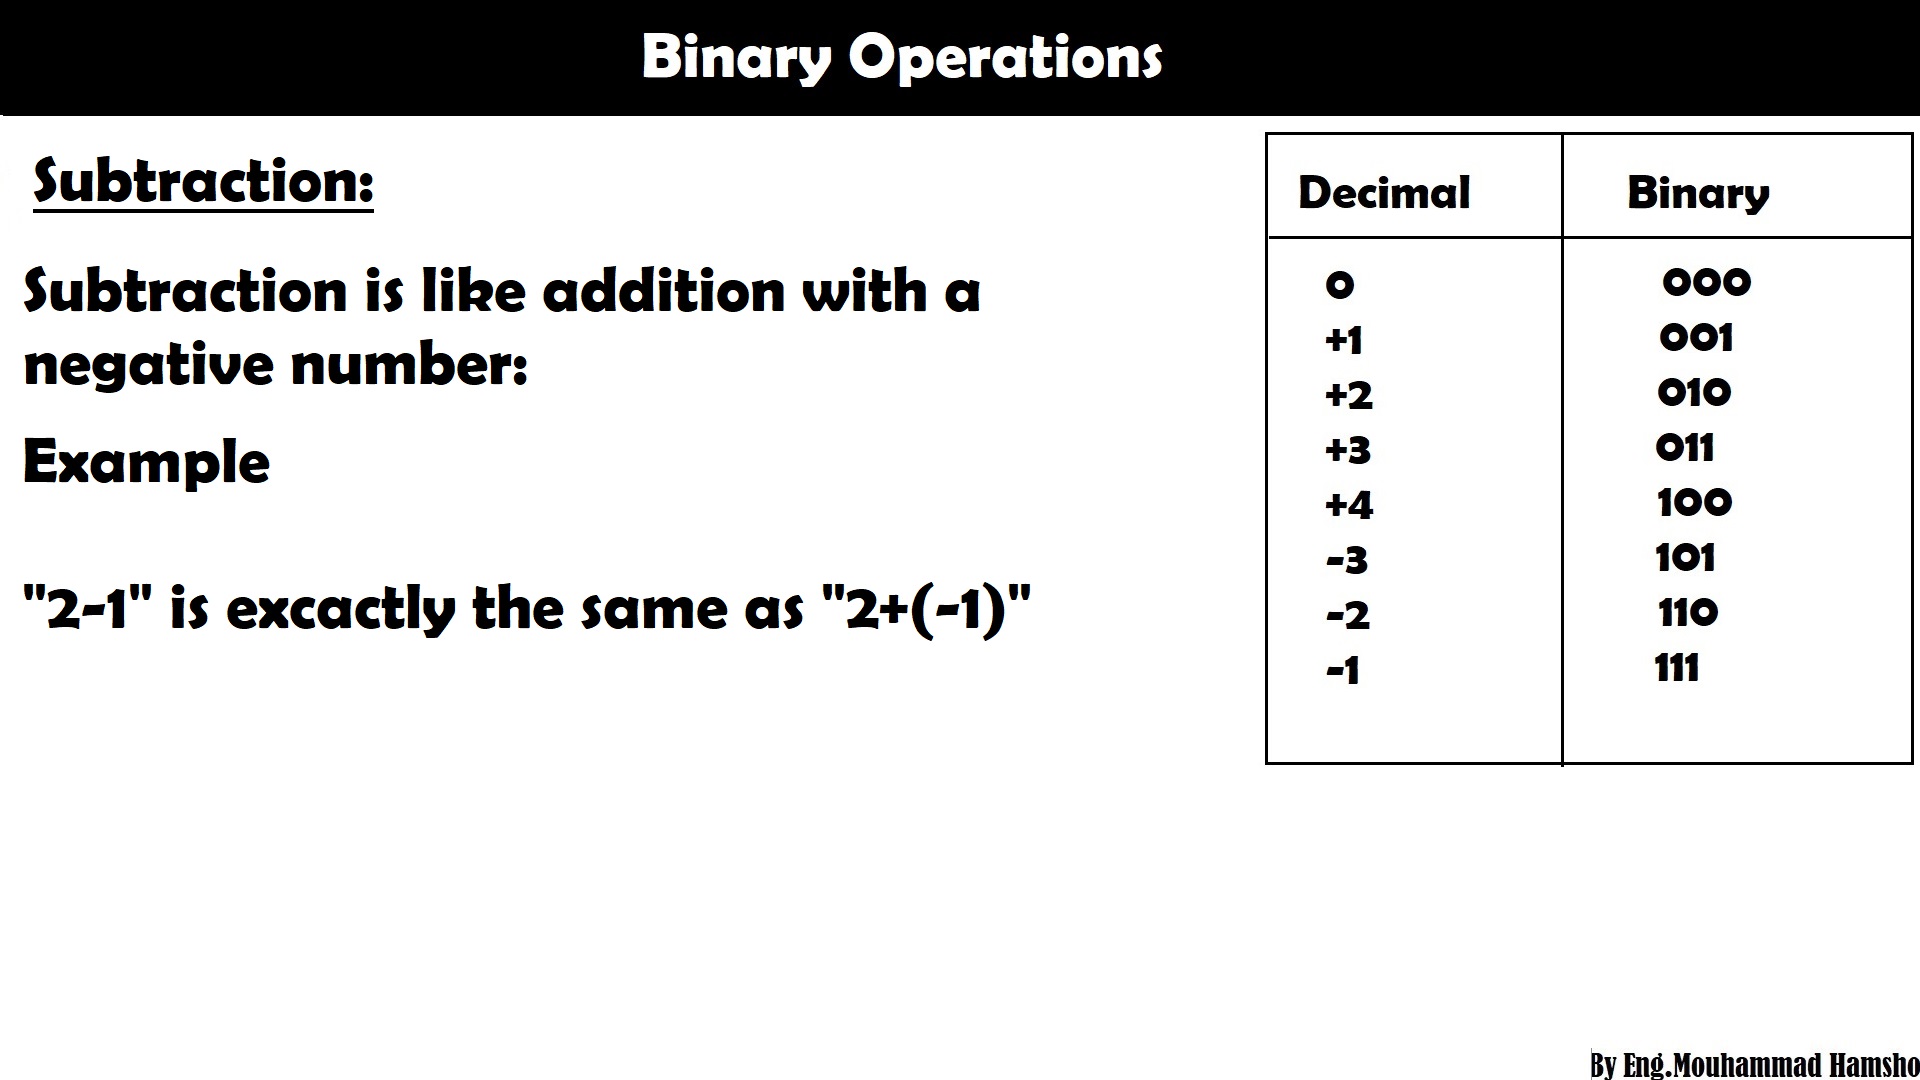 Binary Operations
Subtraction:
Subtraction is like addition with a
negative number:
Example
"2-1" is excactly the same as "2+(-1)"
Decimal Binary
0 000
+1 001
+2 010
+3 011
+4 100
-3 101
-2 110
-1 111
By Eng.Mouhammad Hamsho